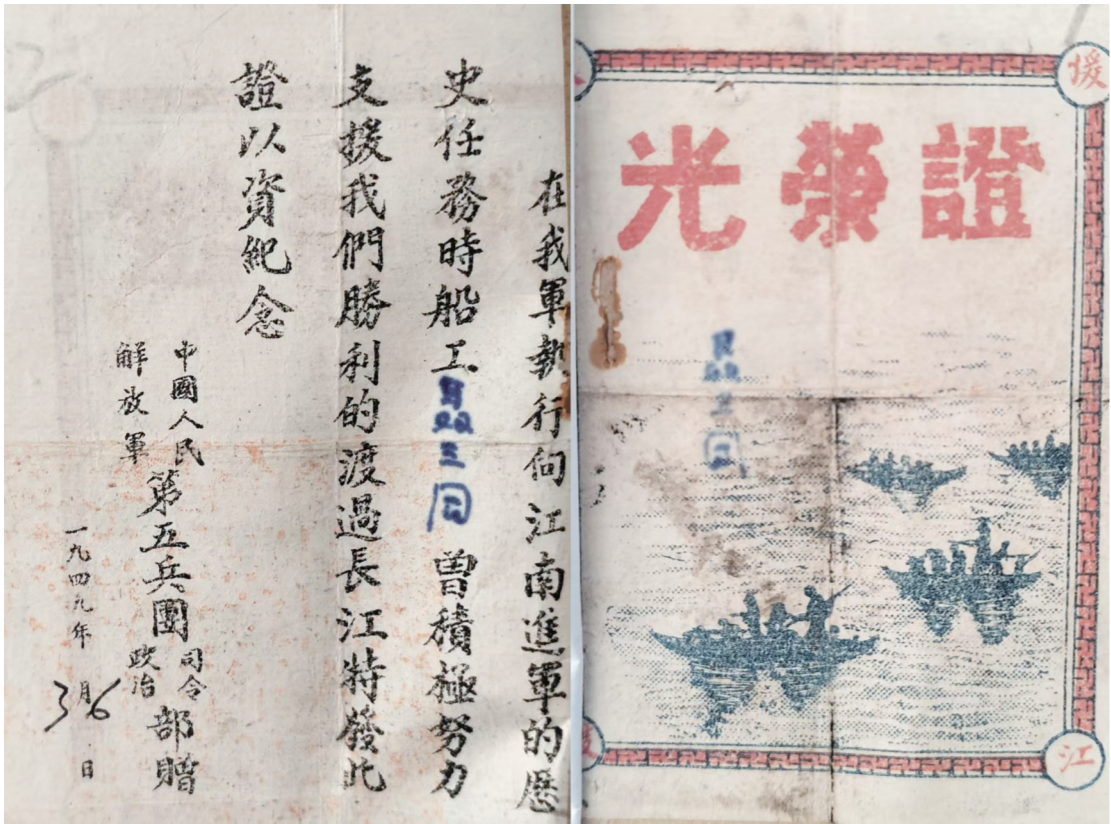 在我軍執行向江南進軍的歷
史任務時船工聶三回曾積極努力
支援我們勝利的渡過長江特發此
證以資紀念
中國人民
解放軍
第五兵團
司令
政治
部贈
一九四九年
月
日
光榮證
援
江